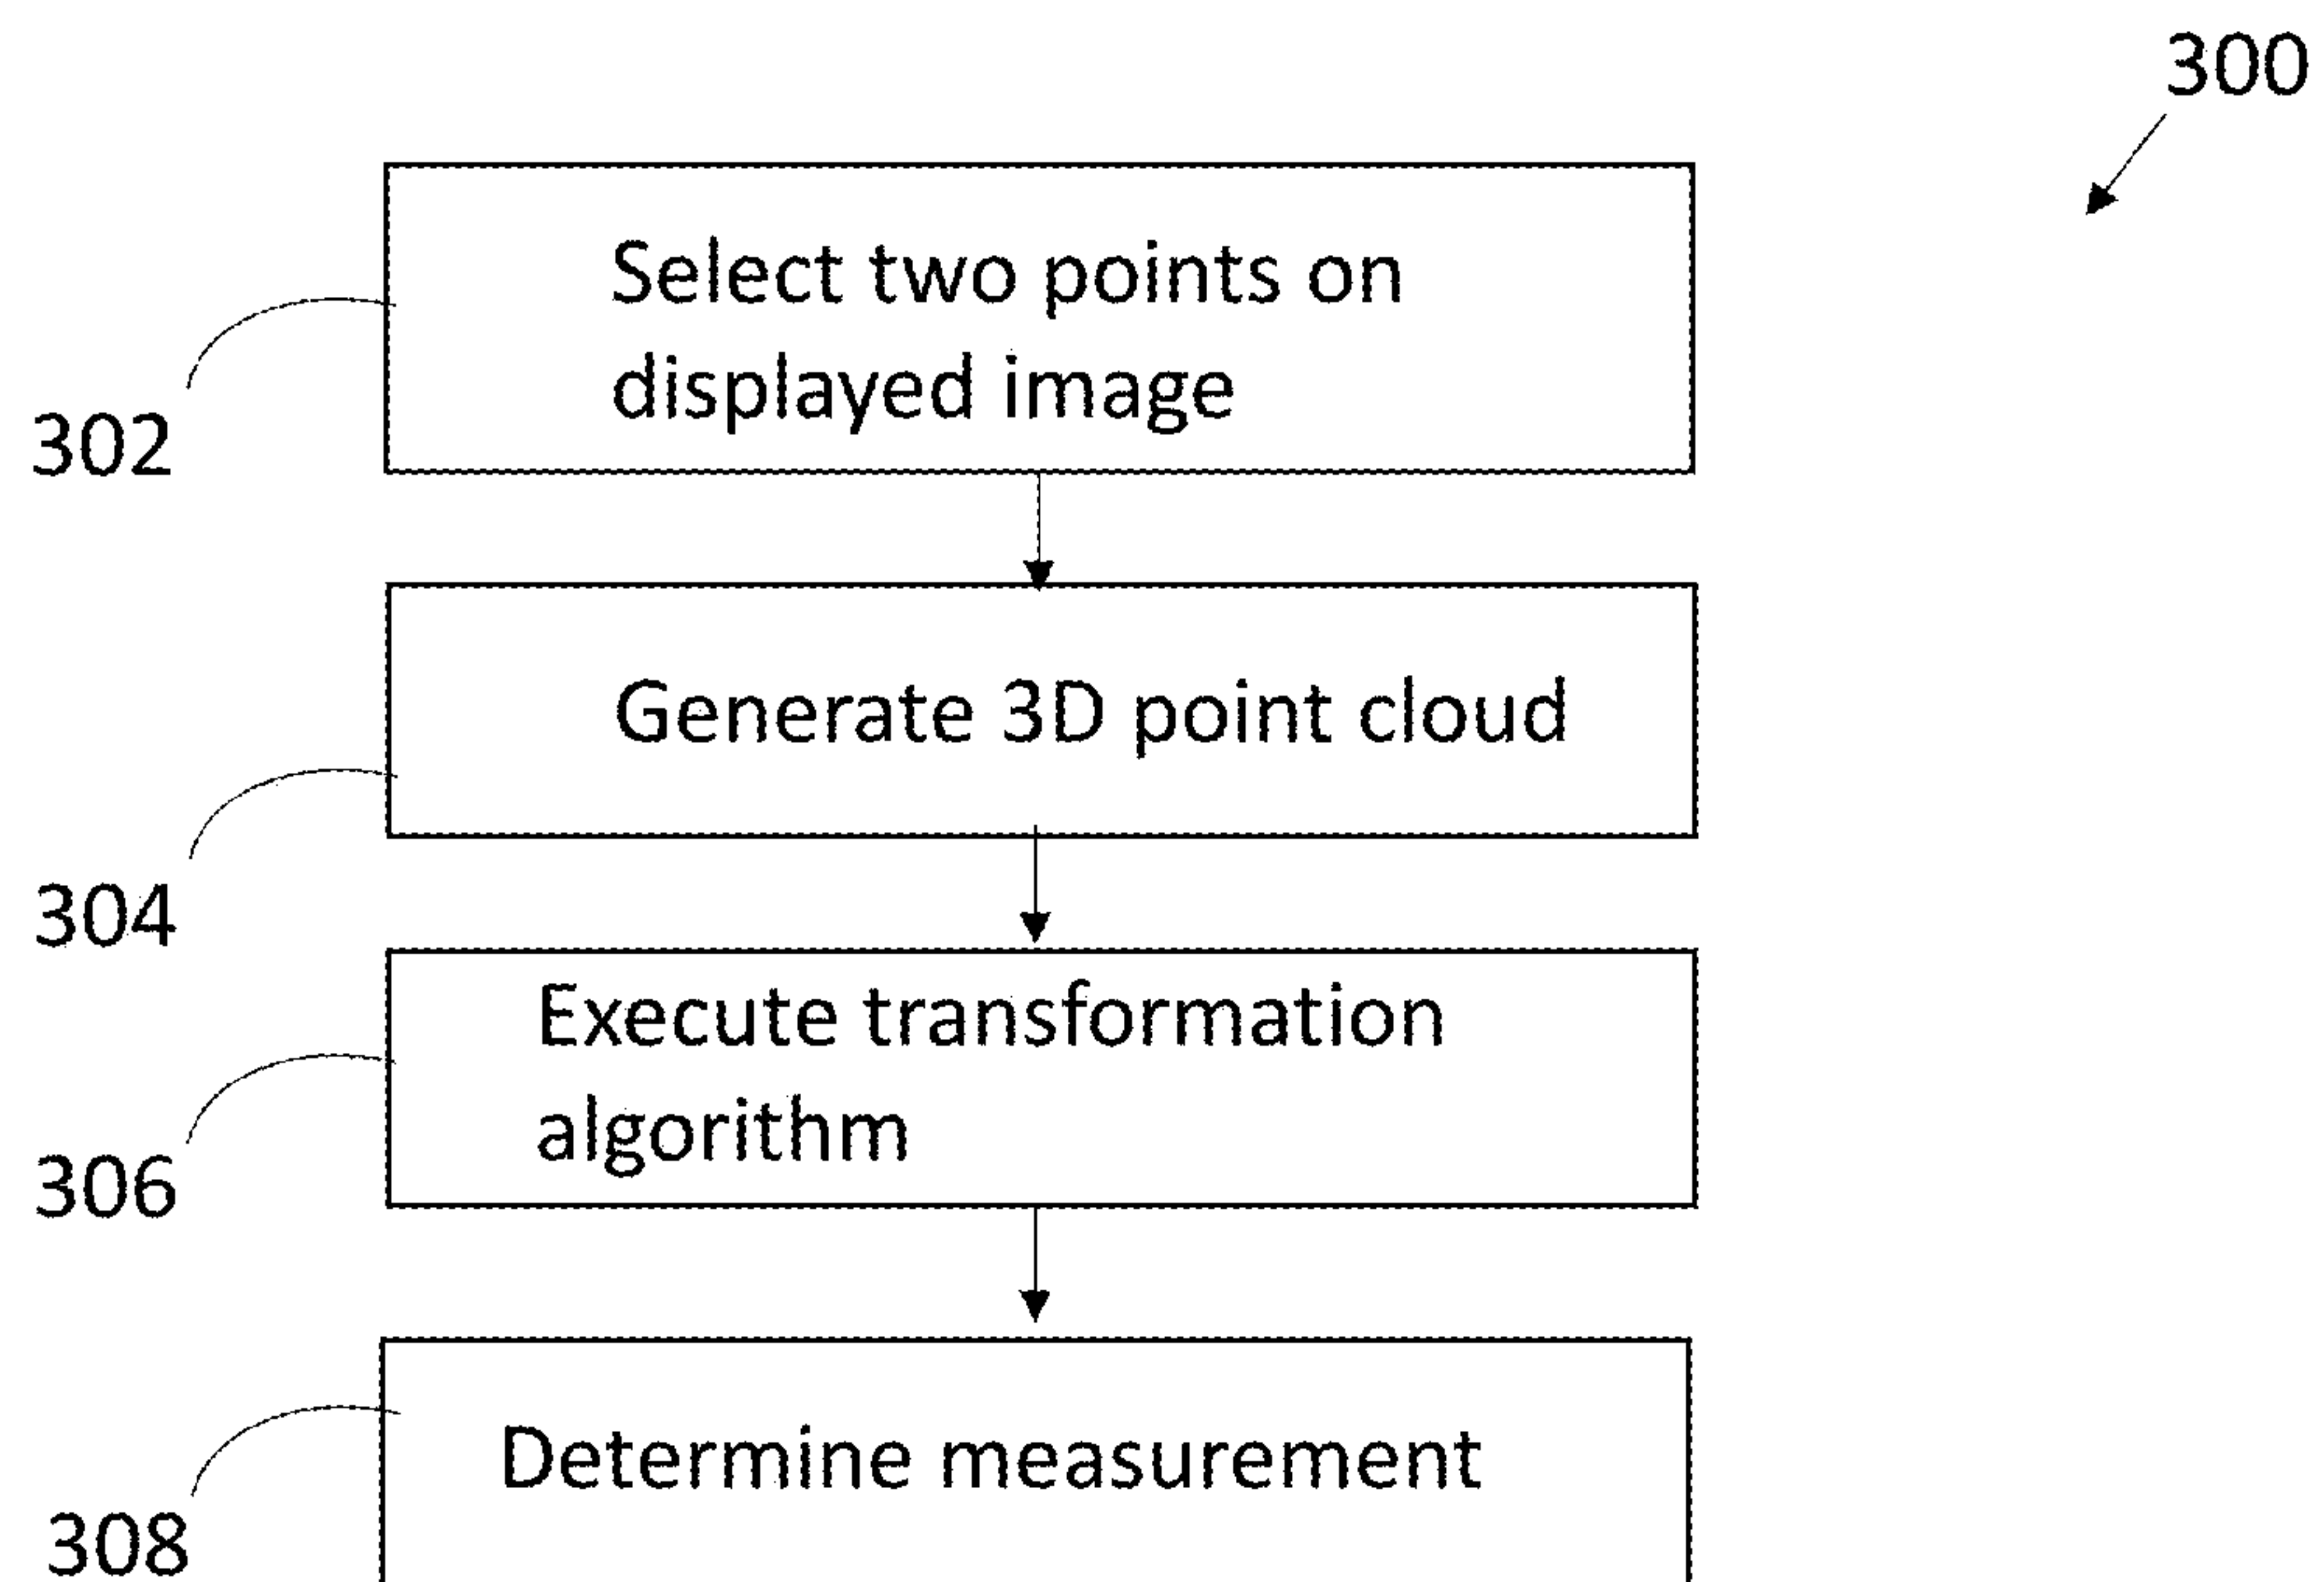 300
Select two points on
displayed image
302
Generate 3D point cloud
304
Execute transformation
algorithm
306
Determine measurement
308